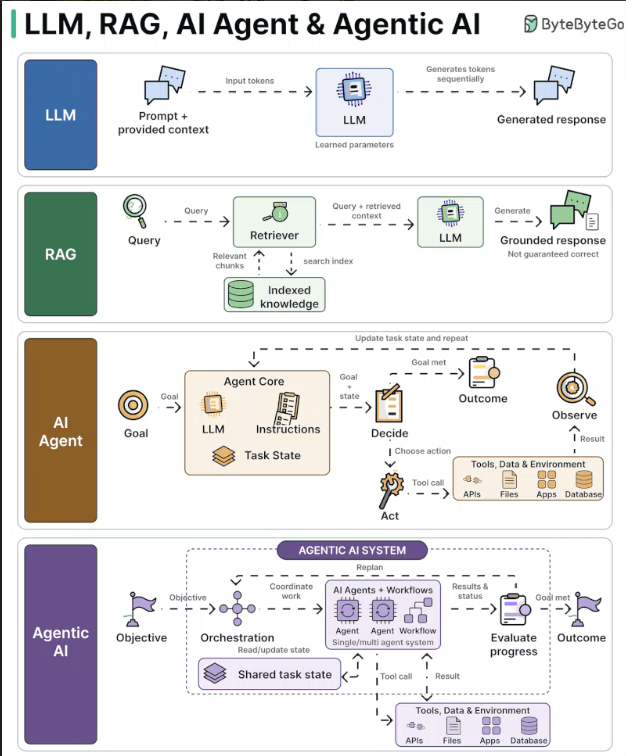 LLM, RAG, AI Agent & Agentic AI
ByteByteGo
LLM
Prompt +
provided context
Input tokens
LLM
Learned parameters
Generates tokens
sequentially
Generated response
RAG
Query
Query
Retriever
Relevant
chunks
search index
Indexed
knowledge
Query + retrieved
context
LLM
Generate
Grounded response
Not guaranteed correct
AI
Agent
Update task state and repeat
Goal
Goal
Agent Core
LLM
Instructions
Task State
Goal
+
state
Decide
Goal met
Outcome
Choose action
Act
Tool call
Tools, Data & Environment
APIs
Files
Apps
Database
Result
Observe
Agentic
AI
AGENTIC AI SYSTEM
Replan
Objective
Objective
Orchestration
Coordinate
work
AI Agents + Workflows
Agent
Agent
Workflow
Single/multi agent system
Results &
status
Evaluate
progress
Goal met
Outcome
Read/update state
Shared task state
Tool call
Result
Tools, Data & Environment
APIs
Files
Apps
Database